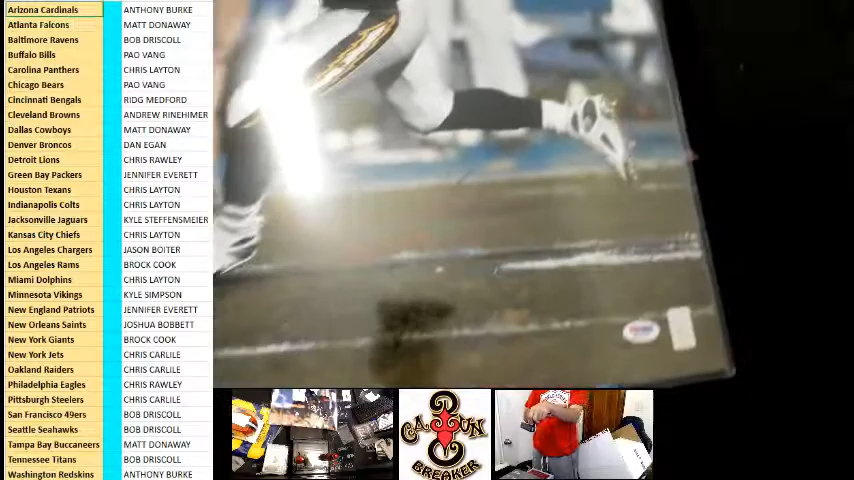 Arizona Cardinals ANTHONY BURKE
Atlanta Falcons MATT DONAWAY
Baltimore Ravens BOB DRISCOLL
Buffalo Bills PAO VANG
Carolina Panthers CHRIS LAYTON
Chicago Bears PAO VANG
Cincinnati Bengals RIDG MEDFORD
Cleveland Browns ANDREW RINEHIMER
Dallas Cowboys MATT DONAWAY
Denver Broncos DAN EGAN
Detroit Lions CHRIS RAWLEY
Green Bay Packers JENNIFER EVERETT
Houston Texans CHRIS LAYTON
Indianapolis Colts CHRIS LAYTON
Jacksonville Jaguars KYLE STEFFENSMEIER
Kansas City Chiefs CHRIS LAYTON
Los Angeles Chargers JASON BOITER
Los Angeles Rams BROCK COOK
Miami Dolphins CHRIS LAYTON
Minnesota Vikings KYLE SIMPSON
New England Patriots JENNIFER EVERETT
New Orleans Saints JOSHUA BOBBETT
New York Giants BROCK COOK
New York Jets CHRIS CARLILE
Oakland Raiders CHRIS CARLILE
Philadelphia Eagles CHRIS RAWLEY
Pittsburg Steelers CHRIS CARLILE
San Francisco 49ers BOB DRISCOLL
Seattle Seahawks BOB DRISCOLL
Tampa Bay Buccaneers MATT DONAWAY
Tennessee Titans BOB DRISCOLL
Washington Redskins ANTHONY BURKE
CAJUN
BREAKER